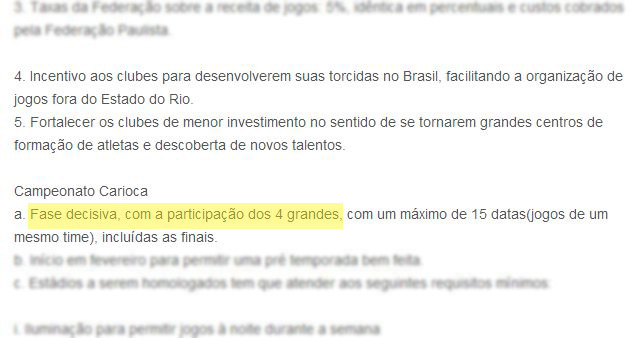 3. Taxas da Federação sobre a receita de jogos: 5%, idêntica em percentuais e custos cobrados
pela Federação Paulista.
4. Incentivo aos clubes para desenvolverem suas torcidas no Brasil, facilitando a organização de
jogos fora do Estado do Rio.
5. Fortalecer os clubes de menor investimento no sentido de se tornarem grandes centros de
formação de atletas e descoberta de novos talentos.
Campeonato Carioca
a. Fase decisiva, com a participação dos 4 grandes, com um máximo de 15 datas(jogos de um
mesmo time), incluídas as finais.
b. Início em fevereiro para permitir uma pré temporada bem feita.
c. Estádios a serem homologados tem que atender aos seguintes requisitos mínimos:
i. Iluminação para permitir jogos à noite durante a semana